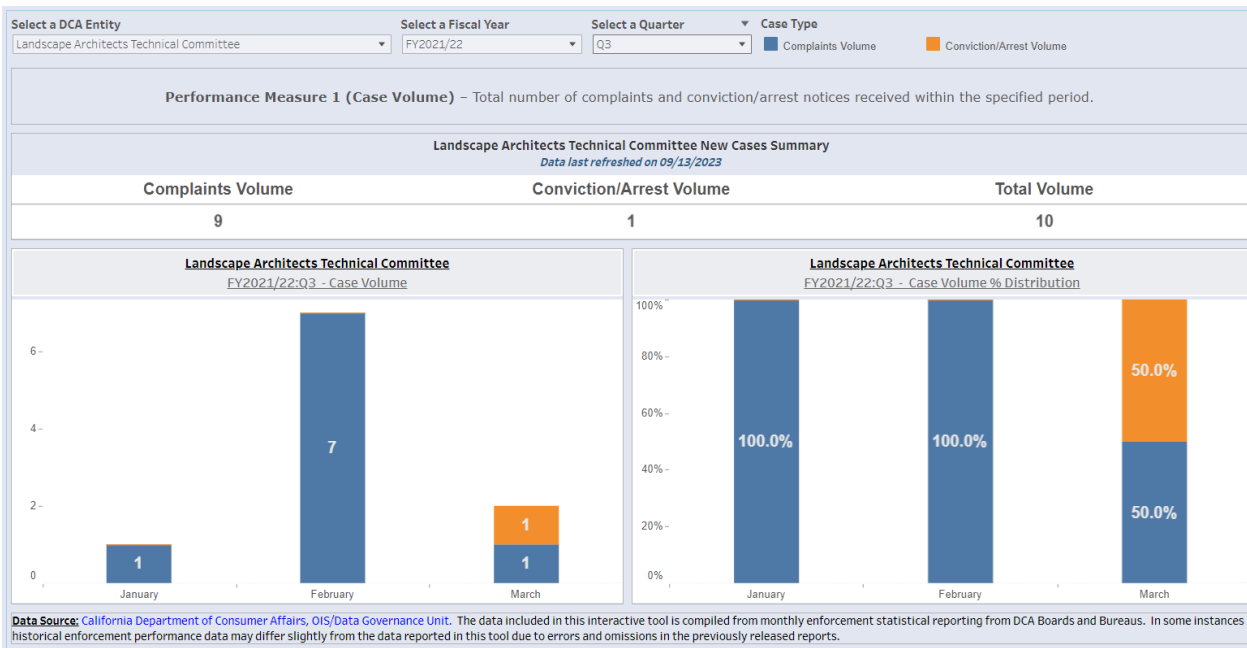 Select a DCA Entity
Select a Fiscal Year
Select a Quarter
Case Type
Landscape Architects Technical Committee
FY2021/22
Q3
Complaints Volume
Conviction/Arrest Volume
Performance Measure 1 (Case Volume) – Total number of complaints and conviction/arrest notices received within the specified period.
Landscape Architects Technical Committee New Cases Summary
Data last refreshed on 09/13/2023
Complaints Volume
Conviction/Arrest Volume
Total Volume
9
1
10
Landscape Architects Technical Committee
FY2021/22:Q3 - Case Volume
6
4
2
0
1
7
1
1
January
February
March
Landscape Architects Technical Committee
FY2021/22:Q3 - Case Volume % Distribution
100%
80%
60%
40%
20%
0%
100.0%
100.0%
50.0%
50.0%
January
February
March
Data Source: California Department of Consumer Affairs, OIS/Data Governance Unit. The data included in this interactive tool is compiled from monthly enforcement statistical reporting from DCA Boards and Bureaus. In some instances
historical enforcement performance data may differ slightly from the data reported in this tool due to errors and omissions in the previously released reports.